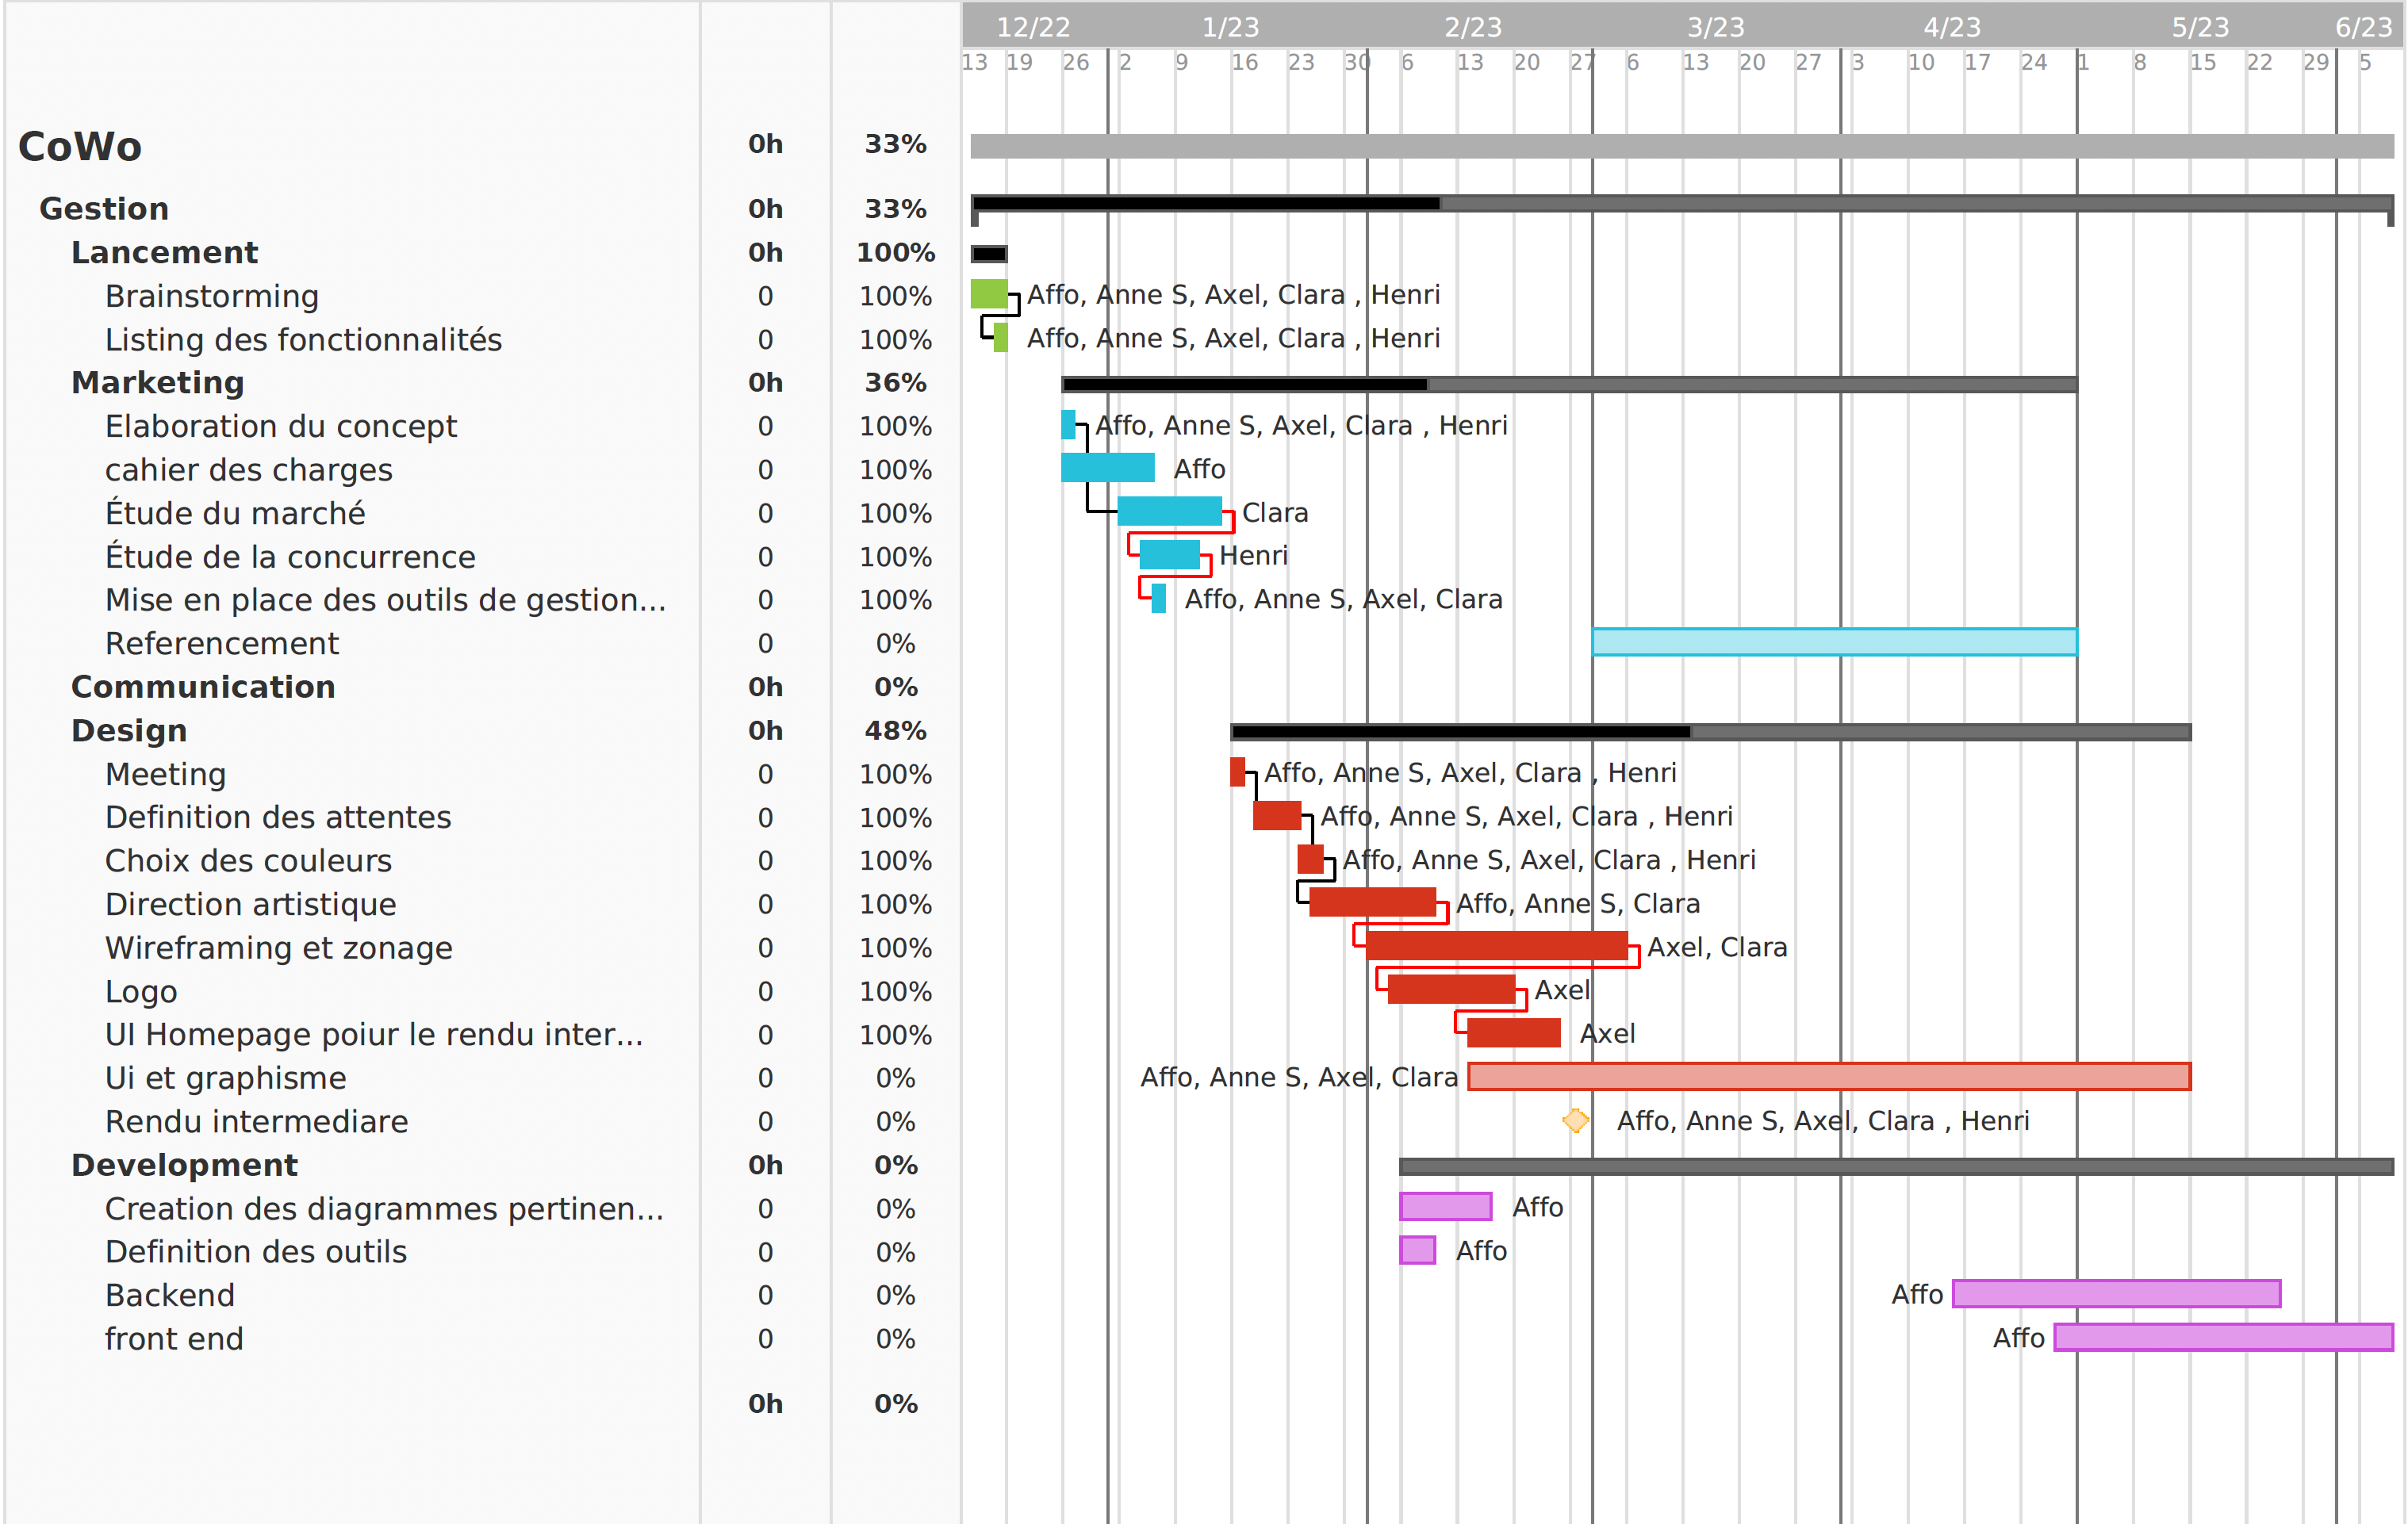 12/22 1/23 2/23 3/23 4/23 5/23 6/23
13 19 26 2 9 16 23 30 6 13 20 27 6 13 20 27 3 10 17 24 1 8 15 22 29 5
CoWo 0h 33%
Gestion 0h 33%
Lancement 0h 100%
Brainstorming 0 100% Affo, Anne S, Axel, Clara , Henri
Listing des fonctionnalités 0 100% Affo, Anne S, Axel, Clara , Henri
Marketing 0h 36%
Elaboration du concept 0 100% Affo, Anne S, Axel, Clara , Henri
cahier des charges 0 100% Affo
Étude du marché 0 100% Clara
Étude de la concurrence 0 100% Henri
Mise en place des outils de gestion... 0 100% Affo, Anne S, Axel, Clara
Referencement 0 0%
Communication 0h 0%
Design 0h 48%
Meeting 0 100% Affo, Anne S, Axel, Clara , Henri
Definition des attentes 0 100% Affo, Anne S, Axel, Clara , Henri
Choix des couleurs 0 100% Affo, Anne S, Axel, Clara , Henri
Direction artistique 0 100% Affo, Anne S, Clara
Wireframing et zonage 0 100% Axel, Clara
Logo 0 100% Axel
UI Homepage poiur le rendu inter... 0 100% Axel
Ui et graphisme 0 0% Affo, Anne S, Axel, Clara
Rendu intermediare 0 0% Affo, Anne S, Axel, Clara , Henri
Development 0h 0%
Creation des diagrammes pertinen... 0 0% Affo
Definition des outils 0 0% Affo
Backend 0 0% Affo
front end 0 0% Affo
0h 0%